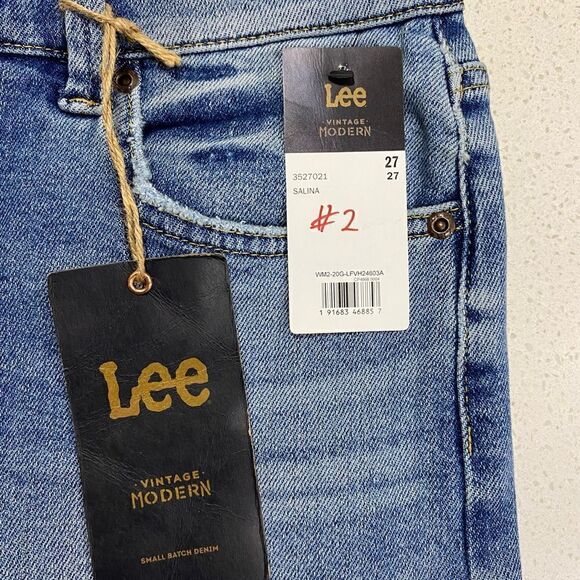 Lee
VINTAGE
MODERN
27
3527021 27
SALINA
#2
WM2-20G-LFVH24603A
1 91683 46885 7
Lee
· VINTAGE ·
MODERN
SMALL BATCH DENIM